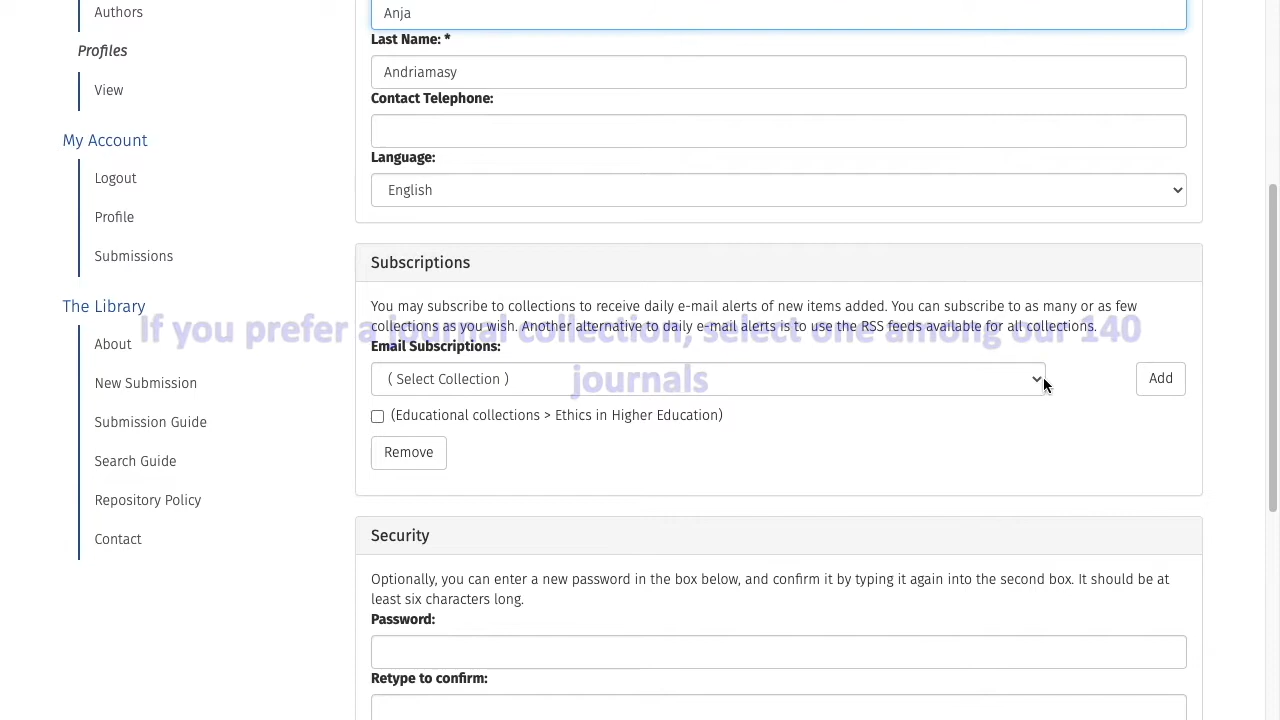 Authors
Profiles
View
My Account
Logout
Profile
Submissions
The Library
About
New Submission
Submission Guide
Search Guide
Repository Policy
Contact
Anja
Last Name: *
Andriamasy
Contact Telephone:
Language:
English
Subscriptions
You may subscribe to collections to receive daily e-mail alerts of new items added. You can subscribe to as many or as few
collections as you wish. Another alternative to daily e-mail alerts is to use the RSS feeds available for all collections.
If you prefer a journal collection, select one among our 140
journals
Email Subscriptions:
( Select Collection )
Add
(Educational collections > Ethics in Higher Education)
Remove
Security
Optionally, you can enter a new password in the box below, and confirm it by typing it again into the second box. It should be at
least six characters long.
Password:
Retype to confirm: